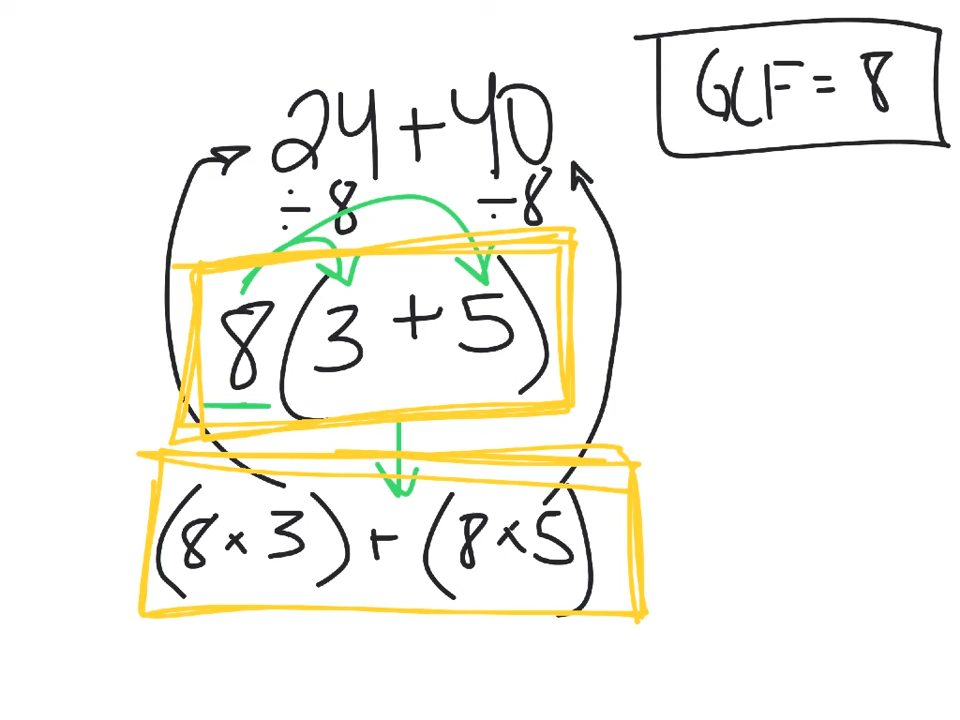 GCF = 8
24 + 40
÷ 8 ÷ 8
8 (3 + 5)
(8 × 3) + (8 × 5)